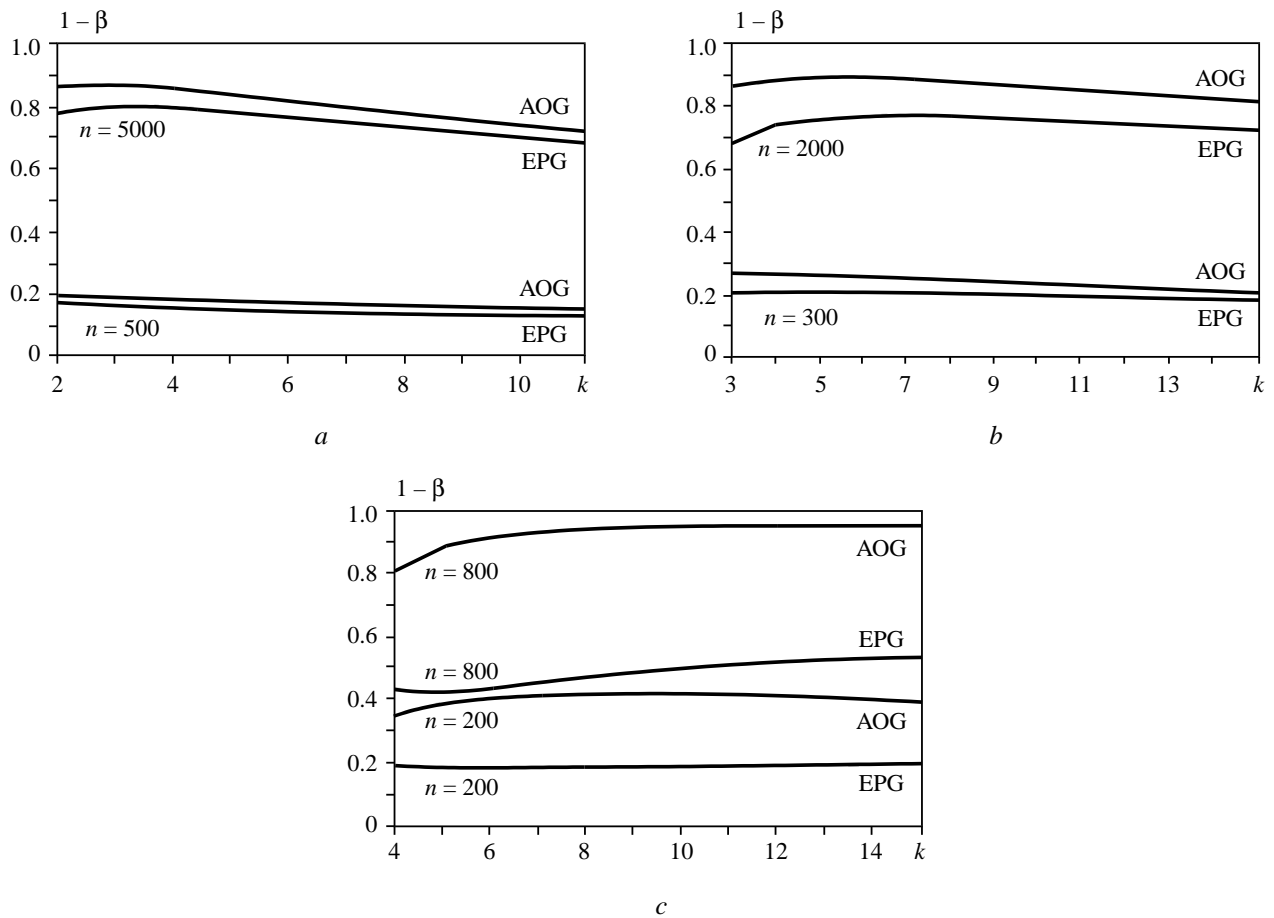 1 – β
1.0
0.8
0.6
0.4
0.2
0
AOG
n = 5000
EPG
AOG
n = 500
EPG
2 4 6 8 10 k
a
1 – β
1.0
0.8
0.6
0.4
0.2
0
AOG
n = 2000
EPG
AOG
n = 300
EPG
3 5 7 9 11 13 k
b
1 – β
1.0
0.8
0.6
0.4
0.2
0
AOG
n = 800
EPG
n = 800
n = 200
AOG
EPG
n = 200
4 6 8 10 12 14 k
c